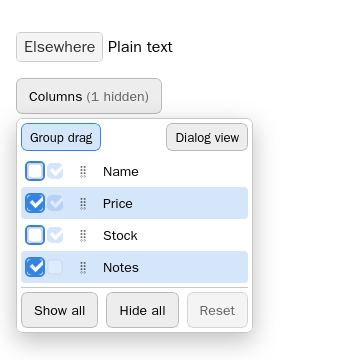 Elsewhere Plain text
Columns (1 hidden)
Group drag Dialog view
Name
Price
Stock
Notes
Show all Hide all Reset